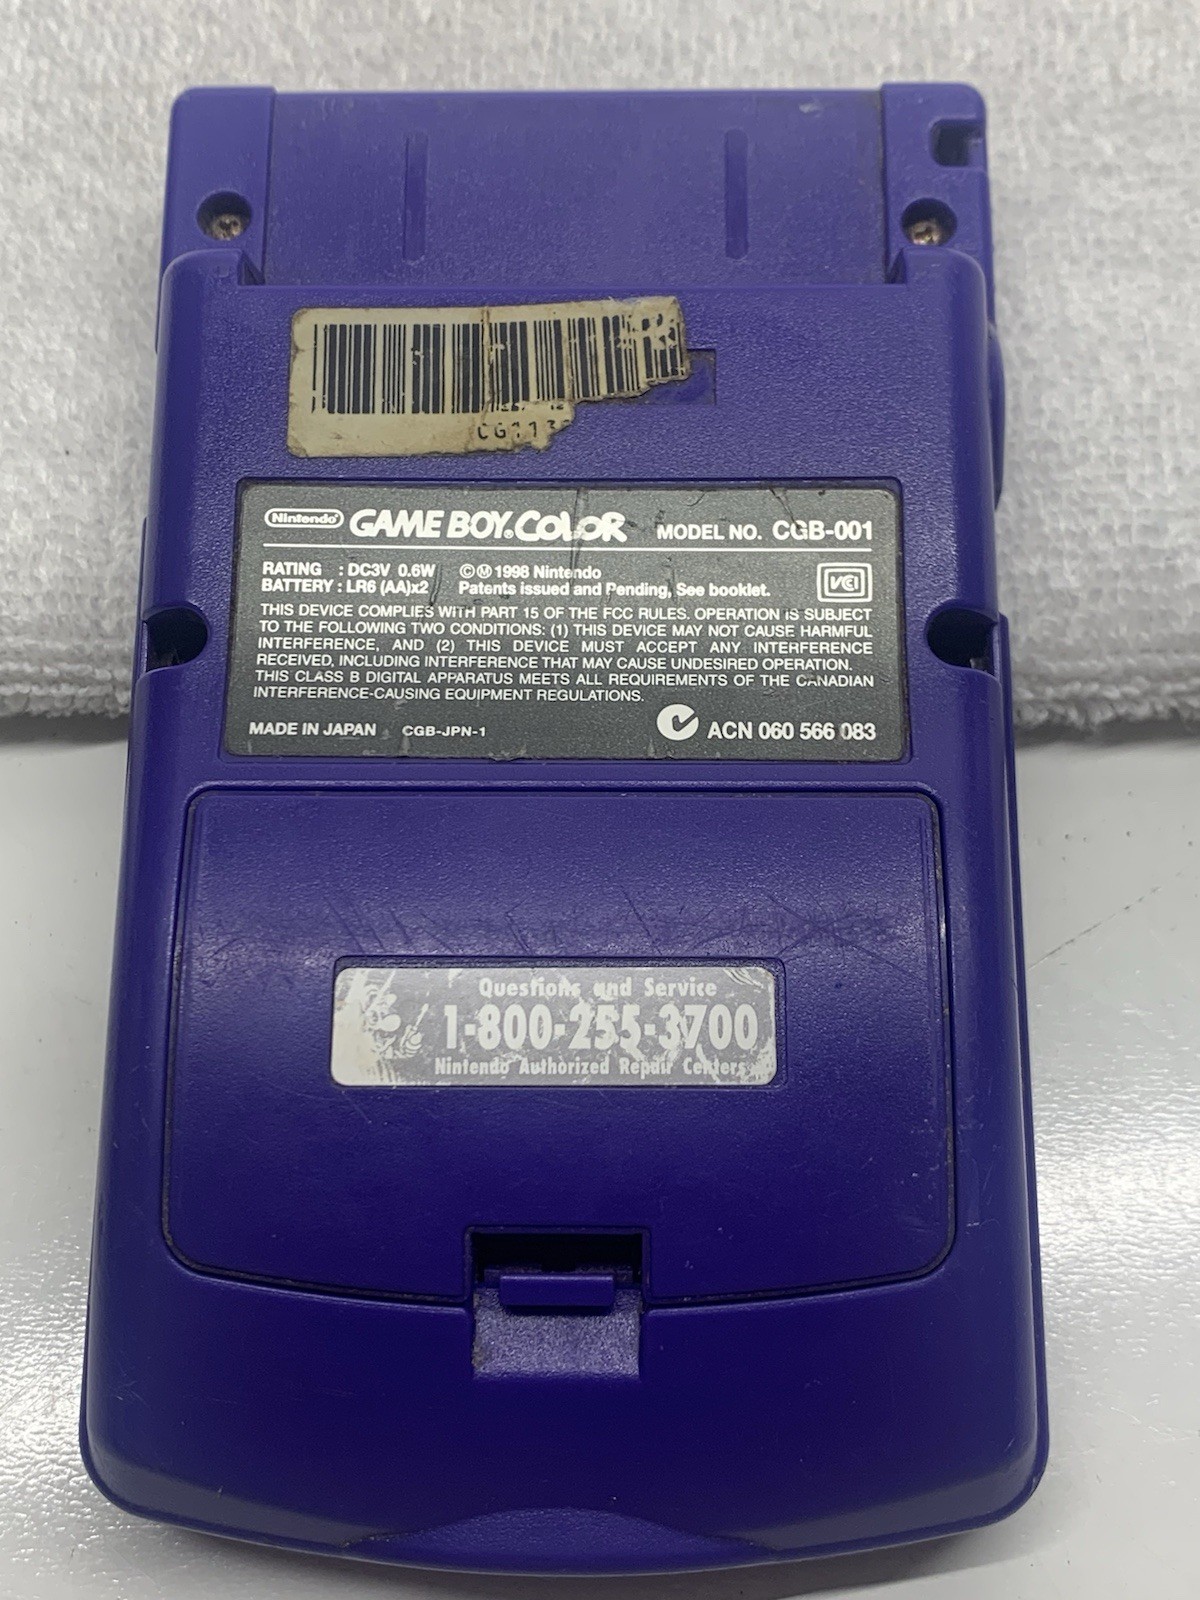 CG113
Nintendo GAME BOY COLOR MODEL NO. CGB-001
RATING : DC3V 0.6W ©Ⓜ 1998 Nintendo VCI
BATTERY : LR6 (AA)x2 Patents issued and Pending, See booklet.
THIS DEVICE COMPLIES WITH PART 15 OF THE FCC RULES. OPERATION IS SUBJECT
TO THE FOLLOWING TWO CONDITIONS: (1) THIS DEVICE MAY NOT CAUSE HARMFUL
INTERFERENCE, AND (2) THIS DEVICE MUST ACCEPT ANY INTERFERENCE
RECEIVED, INCLUDING INTERFERENCE THAT MAY CAUSE UNDESIRED OPERATION.
THIS CLASS B DIGITAL APPARATUS MEETS ALL REQUIREMENTS OF THE CANADIAN
INTERFERENCE-CAUSING EQUIPMENT REGULATIONS.
MADE IN JAPAN CGB-JPN-1 ACN 060 566 083
Questions and Service
1-800-255-3700
Nintendo Authorized Repair Centers